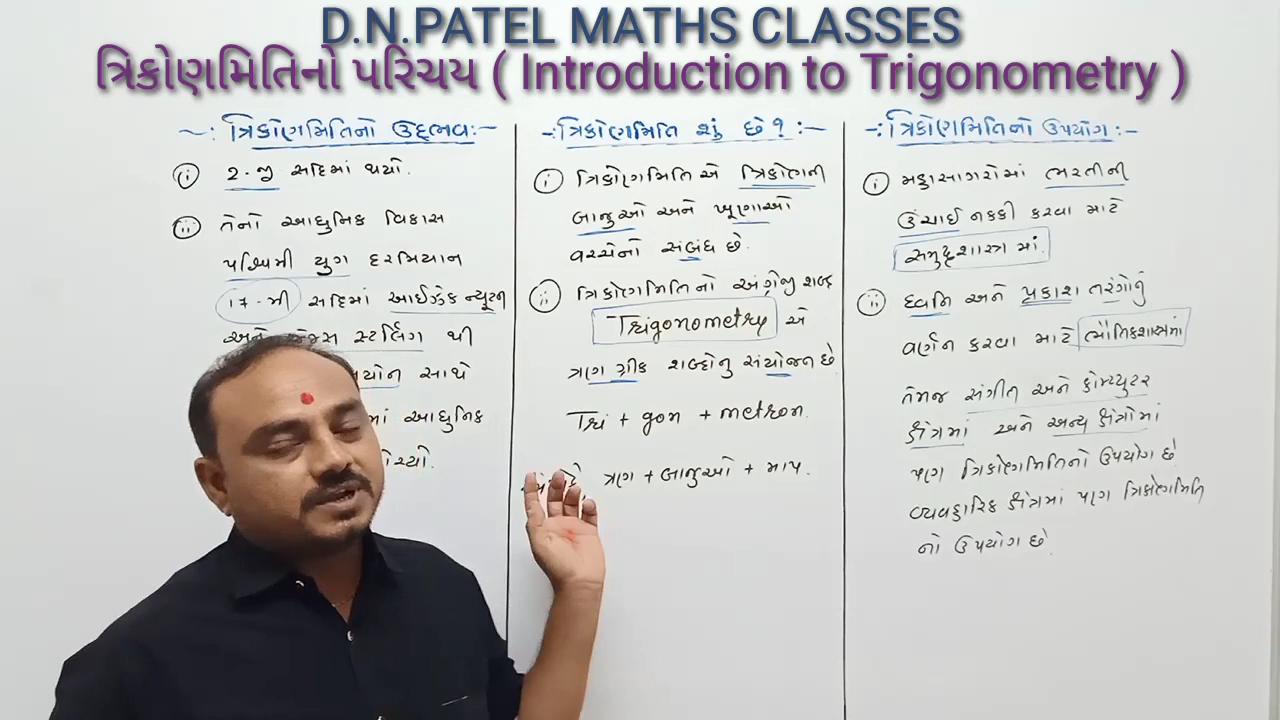 D.N.PATEL MATHS CLASSES
ત્રિકોણમિતિનો પરિચય ( Introduction to Trigonometry )
~: ત્રિકોણમિતિનો ઉદ્ભવ:~
(i) 2-જી સદિમાં થયો.
(ii) તેનો આધુનિક વિકાસ
પશ્ચિમી યુગ દરમિયાન
17-મી સદિમાં આઈઝેક ન્યૂટન
અને જેમ્સ સ્ટર્લિંગ થી
સાથે
માં આધુનિક
-: ત્રિકોણમિતિ શું છે ? :-
(i) ત્રિકોણમિતિ એ ત્રિકોણની
બાજુઓ અને ખૂણાઓ
વચ્ચેનો સંબંધ છે.
(ii) ત્રિકોણમિતિનો અંગ્રેજી શબ્દ
Trigonometry એ
ત્રણ ગ્રીક શબ્દોનુ સંયોજન છે
Tri + gon + metron.
ત્રણ + બાજુઓ + માપ.
-: ત્રિકોણમિતિનો ઉપયોગ :-
(i) મહાસાગરોમાં ભરતીની
ઉંચાઈ નક્કી કરવા માટે
સમુદ્રશાસ્ત્ર માં.
(ii) ધ્વનિ અને પ્રકાશ તરંગોનું
વર્ણન કરવા માટે ભૌતિકશાસ્ત્રમાં
તેમજ સંગીત અને કોમ્પ્યુટર
ક્ષેત્રમાં અને અન્ય ક્ષેત્રોમાં
પણ ત્રિકોણમિતિનો ઉપયોગ છે
વ્યવહારિક ક્ષેત્રમાં પણ ત્રિકોણમિતિ
નો ઉપયોગ છે.